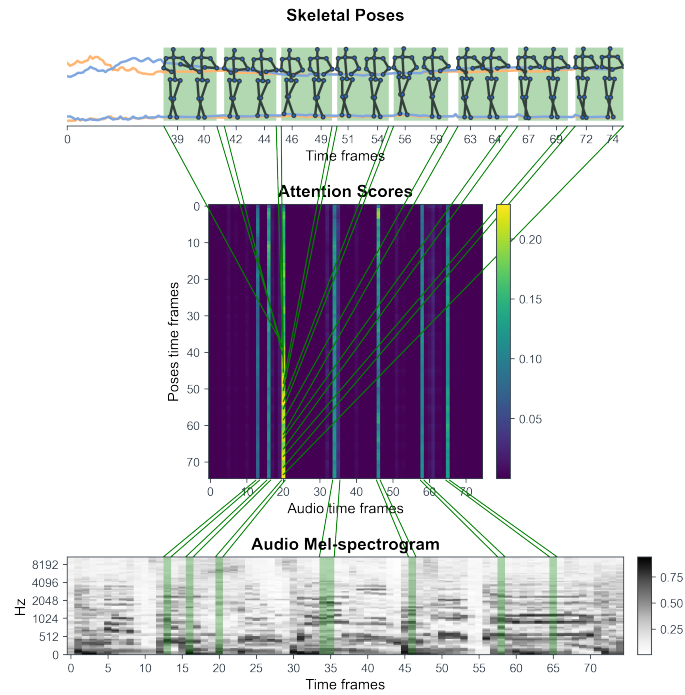 Skeletal Poses
0 39 40 42 44 46 49 51 54 56 59 63 64 67 69 72 74
Time frames
Attention Scores
Poses time frames
0
10
20
30
40
50
60
70
0.20
0.15
0.10
0.05
0 10 20 30 40 50 60 70
Audio time frames
Audio Mel-spectrogram
Hz
8192
4096
2048
1024
512
0
0.75
0.50
0.25
0 5 10 15 20 25 30 35 40 45 50 55 60 65 70
Time frames